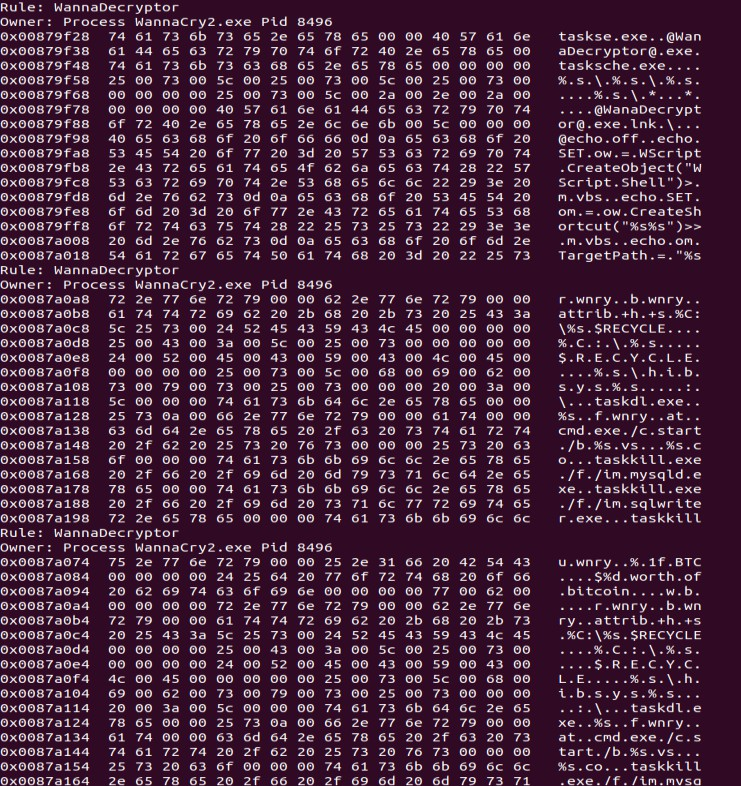 Rule: WannaDecryptor
Owner: Process WannaCry2.exe Pid 8496
0x00879f28  74 61 73 6b 73 65 2e 65 78 65 00 00 40 57 61 6e   taskse.exe..@Wan
0x00879f38  61 44 65 63 72 79 70 74 6f 72 40 2e 65 78 65 00   aDecryptor@.exe.
0x00879f48  74 61 73 6b 73 63 68 65 2e 65 78 65 00 00 00 00   tasksche.exe....
0x00879f58  25 00 73 00 5c 00 25 00 73 00 5c 00 25 00 73 00   %.s.\.%.s.\.%.s.
0x00879f68  00 00 00 00 25 00 73 00 5c 00 2a 00 2e 00 2a 00   ....%.s.\.*...*.
0x00879f78  00 00 00 00 40 57 61 6e 61 44 65 63 72 79 70 74   ....@WanaDecrypt
0x00879f88  6f 72 40 2e 65 78 65 2e 6c 6e 6b 00 5c 00 00 00   or@.exe.lnk.\...
0x00879f98  40 65 63 68 6f 20 6f 66 66 0d 0a 65 63 68 6f 20   @echo.off..echo.
0x00879fa8  53 45 54 20 6f 77 20 3d 20 57 53 63 72 69 70 74   SET.ow.=.WScript
0x00879fb8  2e 43 72 65 61 74 65 4f 62 6a 65 63 74 28 22 57   .CreateObject("W
0x00879fc8  53 63 72 69 70 74 2e 53 68 65 6c 6c 22 29 3e 20   Script.Shell")>.
0x00879fd8  6d 2e 76 62 73 0d 0a 65 63 68 6f 20 53 45 54 20   m.vbs..echo.SET.
0x00879fe8  6f 6d 20 3d 20 6f 77 2e 43 72 65 61 74 65 53 68   om.=.ow.CreateSh
0x00879ff8  6f 72 74 63 75 74 28 22 25 73 25 73 22 29 3e 3e   ortcut("%s%s")>>
0x0087a008  20 6d 2e 76 62 73 0d 0a 65 63 68 6f 20 6f 6d 2e   .m.vbs..echo.om.
0x0087a018  54 61 72 67 65 74 50 61 74 68 20 3d 20 22 25 73   TargetPath.=."%s
Rule: WannaDecryptor
Owner: Process WannaCry2.exe Pid 8496
0x0087a0a8  72 2e 77 6e 72 79 00 00 62 2e 77 6e 72 79 00 00   r.wnry..b.wnry..
0x0087a0b8  61 74 74 72 69 62 20 2b 68 20 2b 73 20 25 43 3a   attrib.+h.+s.%C:
0x0087a0c8  5c 25 73 00 24 52 45 43 59 43 4c 45 00 00 00 00   \%s.$RECYCLE....
0x0087a0d8  25 00 43 00 3a 00 5c 00 25 00 73 00 00 00 00 00   %.C.:.\.%.s.....
0x0087a0e8  24 00 52 00 45 00 43 00 59 00 43 00 4c 00 45 00   $.R.E.C.Y.C.L.E.
0x0087a0f8  00 00 00 00 25 00 73 00 5c 00 68 00 69 00 62 00   ....%.s.\.h.i.b.
0x0087a108  73 00 79 00 73 00 25 00 73 00 00 00 20 00 3a 00   s.y.s.%.s.....:.
0x0087a118  5c 00 00 00 74 61 73 6b 64 6c 2e 65 78 65 00 00   \...taskdl.exe..
0x0087a128  25 73 0a 00 66 2e 77 6e 72 79 00 00 61 74 00 00   %s..f.wnry..at..
0x0087a138  63 6d 64 2e 65 78 65 20 2f 63 20 73 74 61 72 74   cmd.exe./c.start
0x0087a148  20 2f 62 20 25 73 20 76 73 00 00 00 25 73 20 63   ./b.%s.vs...%s.c
0x0087a158  6f 00 00 00 74 61 73 6b 6b 69 6c 6c 2e 65 78 65   o...taskkill.exe
0x0087a168  20 2f 66 20 2f 69 6d 20 6d 79 73 71 6c 64 2e 65   ./f./im.mysqld.e
0x0087a178  78 65 00 00 74 61 73 6b 6b 69 6c 6c 2e 65 78 65   xe..taskkill.exe
0x0087a188  20 2f 66 20 2f 69 6d 20 73 71 6c 77 72 69 74 65   ./f./im.sqlwrite
0x0087a198  72 2e 65 78 65 00 00 00 74 61 73 6b 6b 69 6c 6c   r.exe...taskkill
Rule: WannaDecryptor
Owner: Process WannaCry2.exe Pid 8496
0x0087a074  75 2e 77 6e 72 79 00 00 25 2e 31 66 20 42 54 43   u.wnry..%.1f.BTC
0x0087a084  00 00 00 00 24 25 64 20 77 6f 72 74 68 20 6f 66   ....$%d.worth.of
0x0087a094  20 62 69 74 63 6f 69 6e 00 00 00 00 77 00 62 00   .bitcoin....w.b.
0x0087a0a4  00 00 00 00 72 2e 77 6e 72 79 00 00 62 2e 77 6e   ....r.wnry..b.wn
0x0087a0b4  72 79 00 00 61 74 74 72 69 62 20 2b 68 20 2b 73   ry..attrib.+h.+s
0x0087a0c4  20 25 43 3a 5c 25 73 00 24 52 45 43 59 43 4c 45   .%C:\%s.$RECYCLE
0x0087a0d4  00 00 00 00 25 00 43 00 3a 00 5c 00 25 00 73 00   ....%.C.:.\.%.s.
0x0087a0e4  00 00 00 00 24 00 52 00 45 00 43 00 59 00 43 00   ....$.R.E.C.Y.C.
0x0087a0f4  4c 00 45 00 00 00 00 00 25 00 73 00 5c 00 68 00   L.E.....%.s.\.h.
0x0087a104  69 00 62 00 73 00 79 00 73 00 25 00 73 00 00 00   i.b.s.y.s.%.s...
0x0087a114  20 00 3a 00 5c 00 00 00 74 61 73 6b 64 6c 2e 65   ..:.\...taskdl.e
0x0087a124  78 65 00 00 25 73 0a 00 66 2e 77 6e 72 79 00 00   xe..%s..f.wnry..
0x0087a134  61 74 00 00 63 6d 64 2e 65 78 65 20 2f 63 20 73   at..cmd.exe./c.s
0x0087a144  74 61 72 74 20 2f 62 20 25 73 20 76 73 00 00 00   tart./b.%s.vs...
0x0087a154  25 73 20 63 6f 00 00 00 74 61 73 6b 6b 69 6c 6c   %s.co...taskkill
0x0087a164  2e 65 78 65 20 2f 66 20 2f 69 6d 20 6d 79 73 71   .exe./f./im.mysq